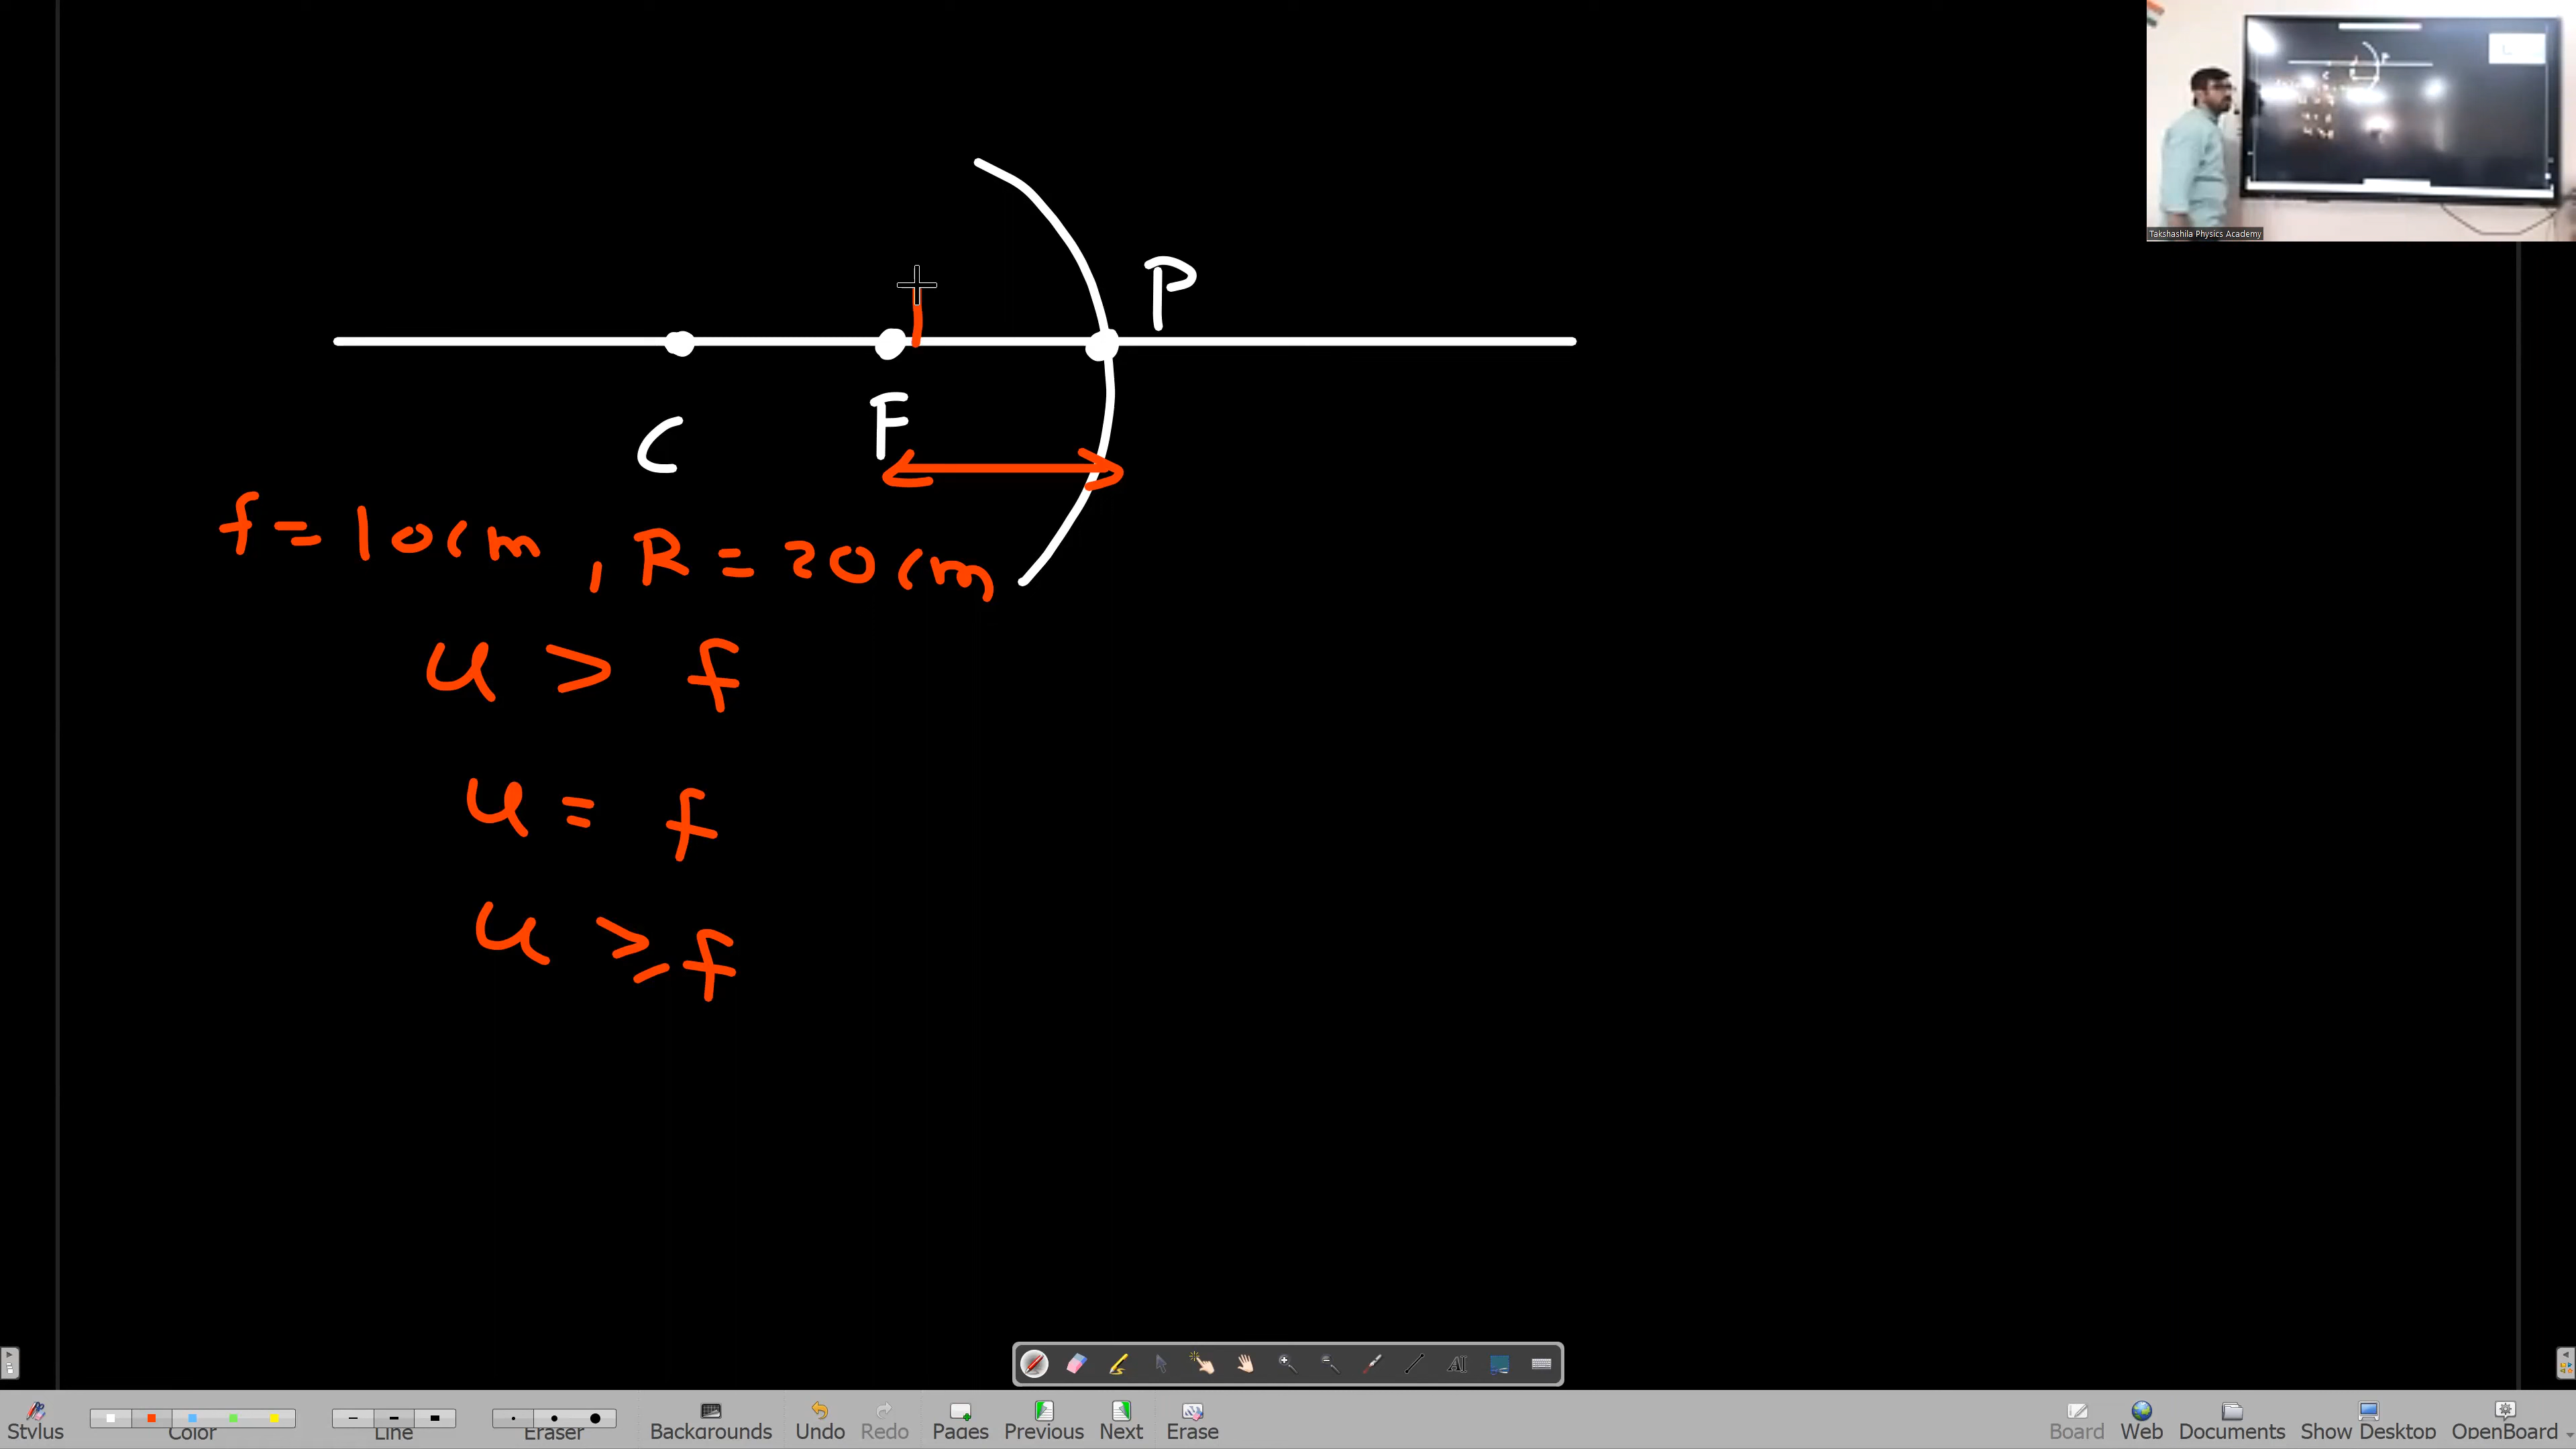 Takshashila Physics Academy
P
C
F
f = 10cm , R = 20cm
u > f
u = f
u ≥ f
Stylus
Color
Line
Eraser
Backgrounds
Undo
Redo
Pages
Previous
Next
Erase
Board
Web
Documents
Show Desktop
OpenBoard